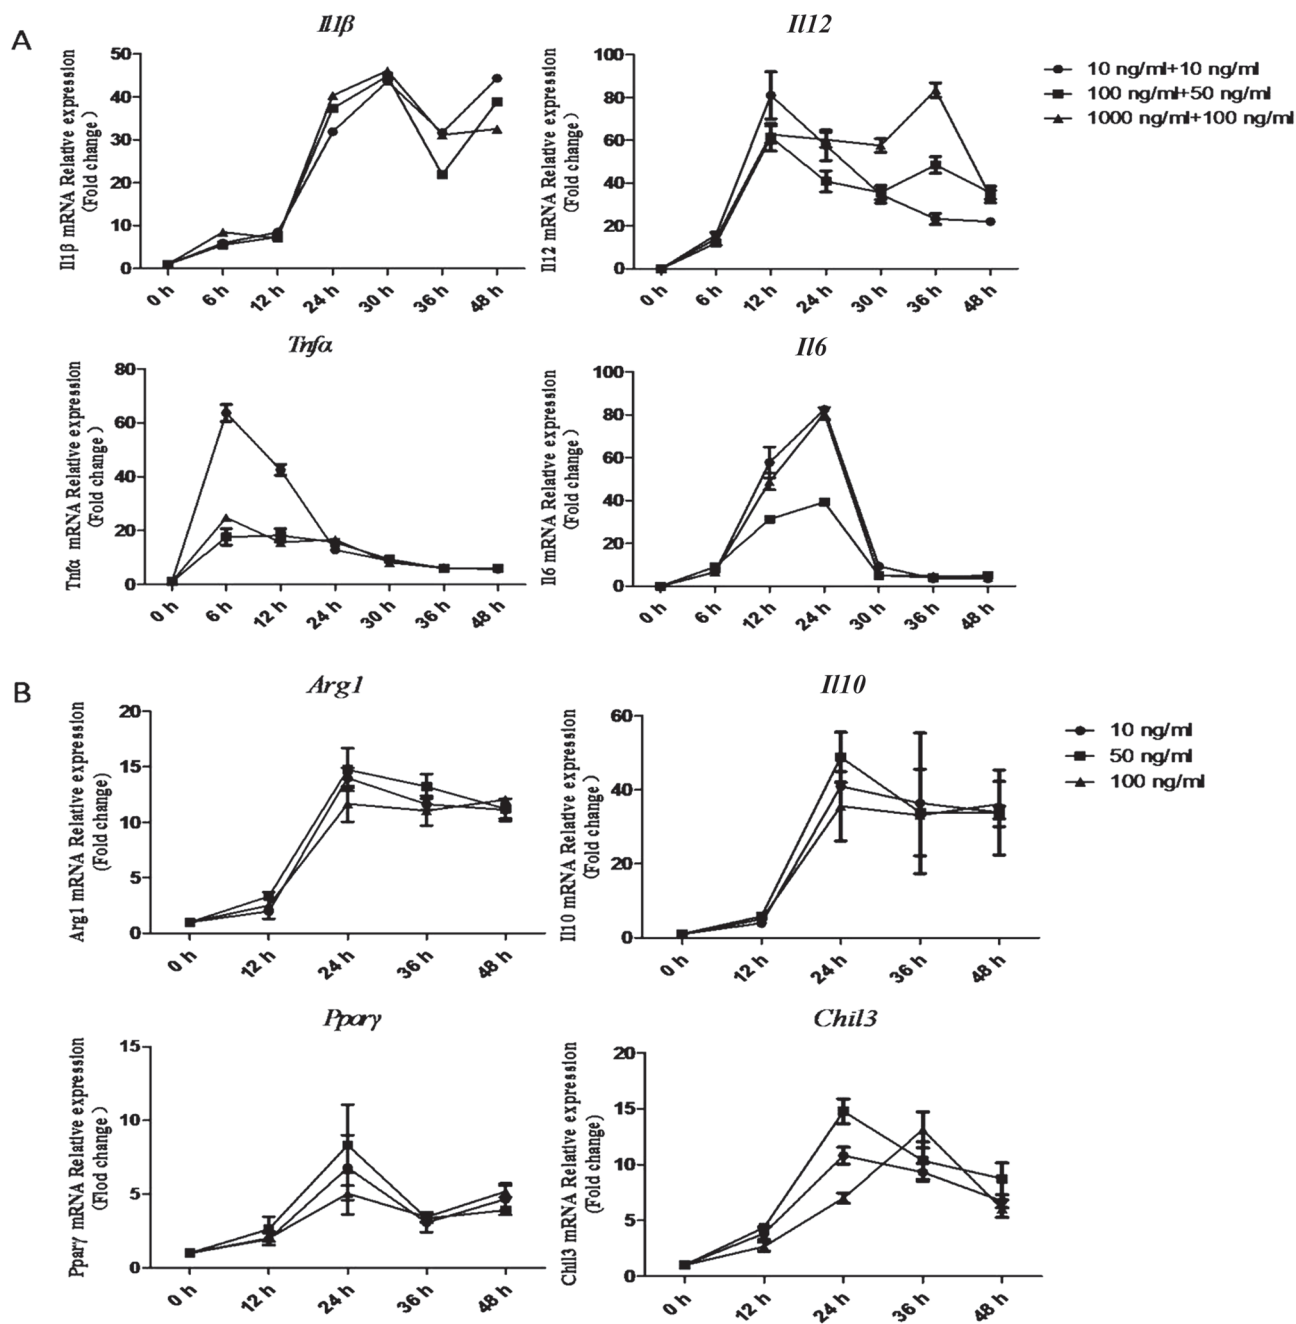 A
Il1β
Il1β mRNA Relative expression
(Fold change)
50
40
30
20
10
0
0 h
6 h
12 h
24 h
30 h
36 h
48 h
Il12
Il12 mRNA Relative expression
(Fold change)
100
80
60
40
20
0
0 h
6 h
12 h
24 h
30 h
36 h
48 h
10 ng/ml+10 ng/ml
100 ng/ml+50 ng/ml
1000 ng/ml+100 ng/ml
Tnfα
Tnfα mRNA Relative expression
(Fold change)
80
60
40
20
0
0 h
6 h
12 h
24 h
30 h
36 h
48 h
Il6
Il6 mRNA Relative expression
(Fold change)
100
80
60
40
20
0
0 h
6 h
12 h
24 h
30 h
36 h
48 h
B
Arg1
Arg1 mRNA Relative expression
(Fold change)
20
15
10
5
0
0 h
12 h
24 h
36 h
48 h
Il10
Il10 mRNA Relative expression
(Fold change)
60
40
20
0
0 h
12 h
24 h
36 h
48 h
10 ng/ml
50 ng/ml
100 ng/ml
Pparγ
Pparγ mRNA Relative expression
(Flod change)
15
10
5
0
0 h
12 h
24 h
36 h
48 h
Chil3
Chil3 mRNA Relative expression
(Fold change)
20
15
10
5
0
0 h
12 h
24 h
36 h
48 h